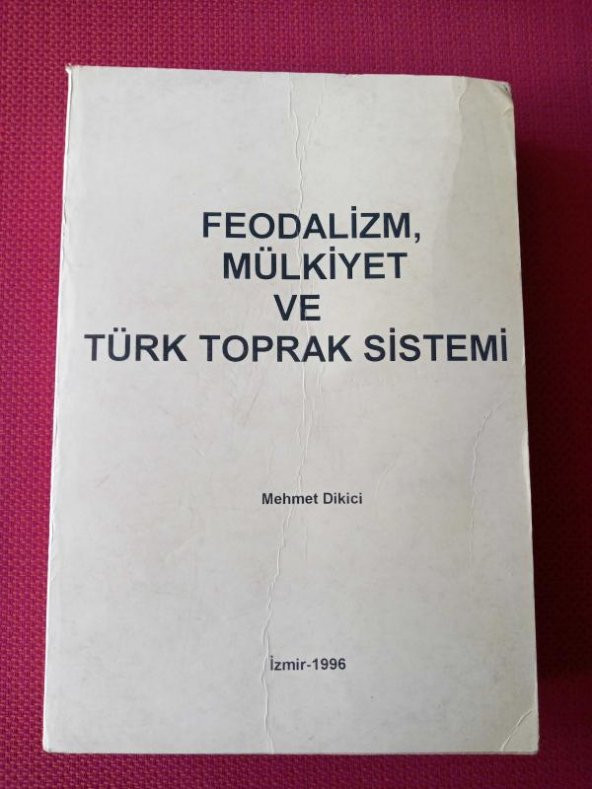 FEODALİZM,
MÜLKİYET
VE
TÜRK TOPRAK SİSTEMİ
Mehmet Dikici
İzmir-1996